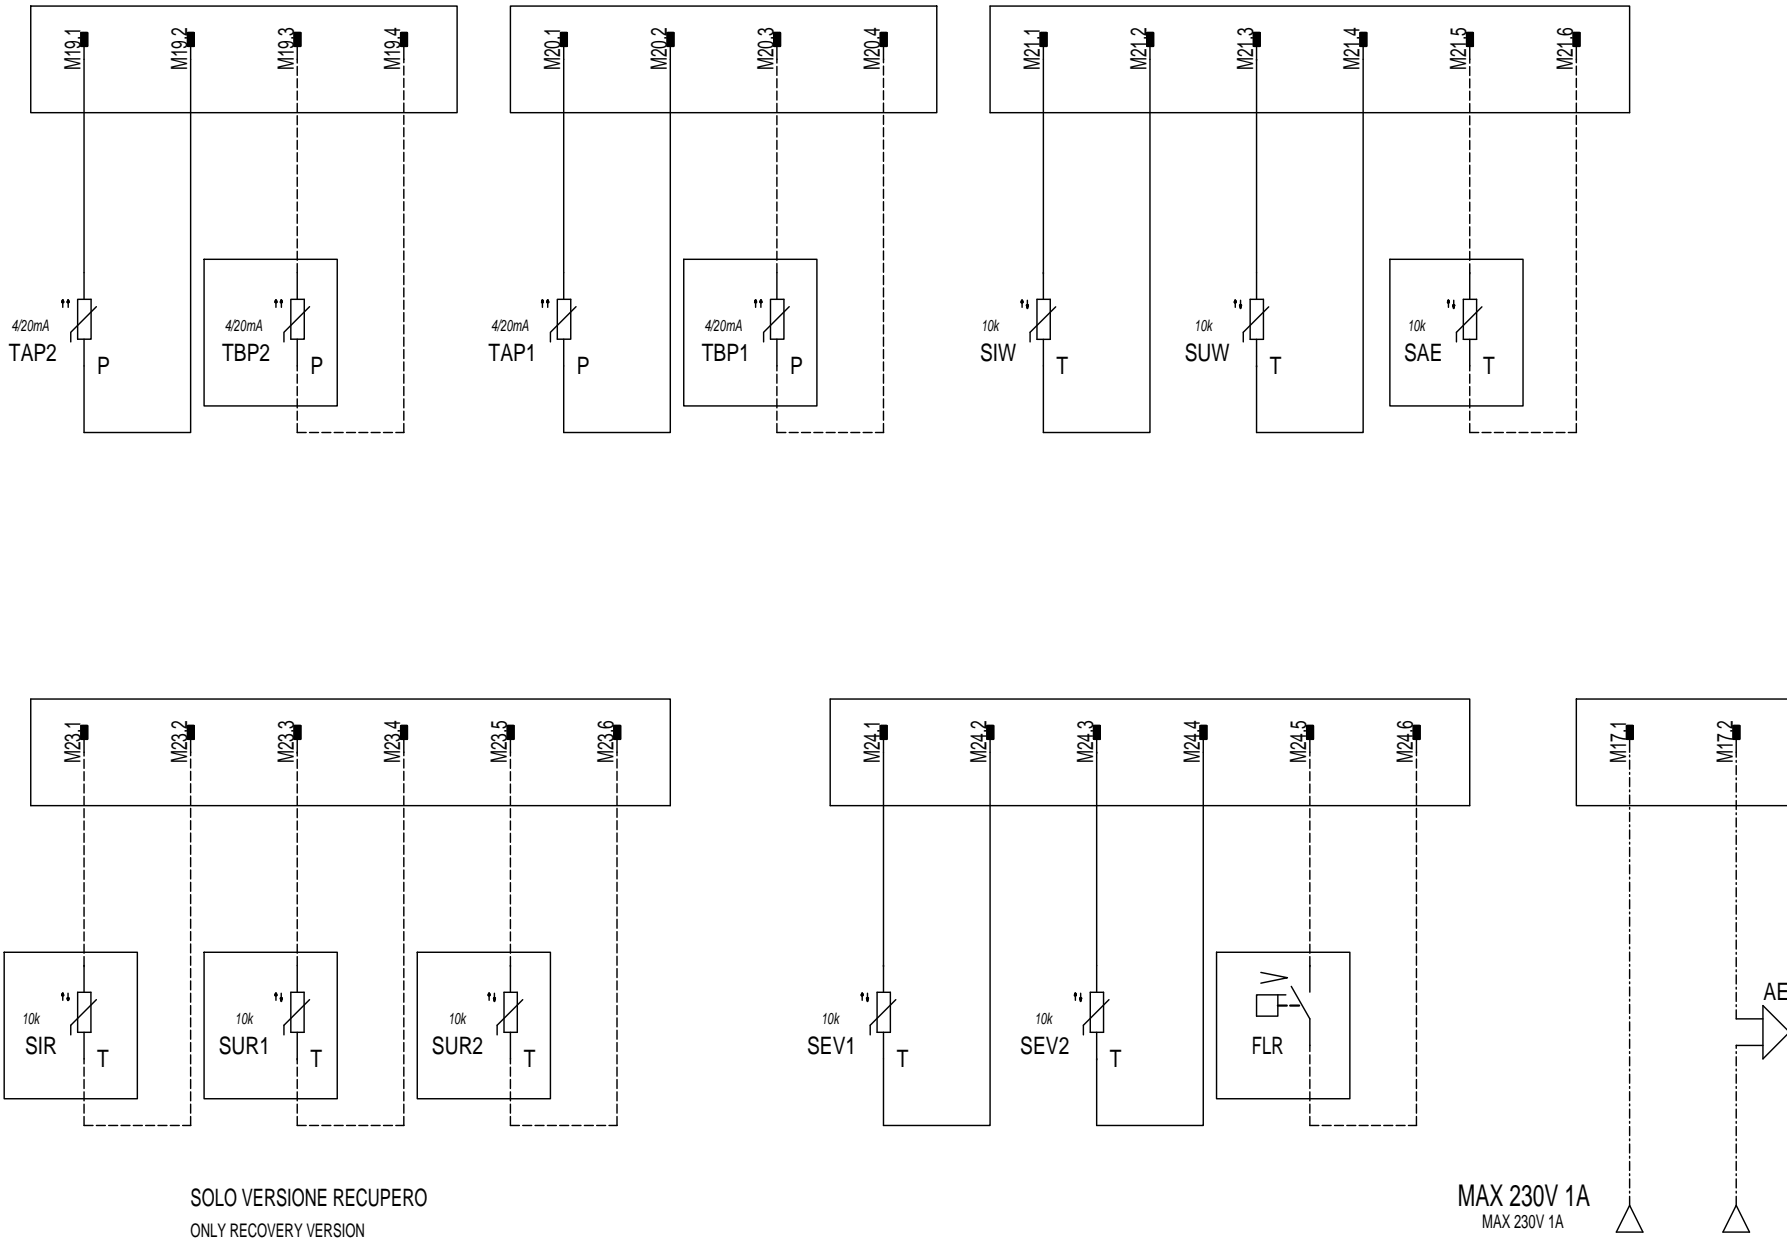 M19.1
M19.2
M19.3
M19.4
M20.1
M20.2
M20.3
M20.4
M21.1
M21.2
M21.3
M21.4
M21.5
M21.6
4/20mA
TAP2
P
4/20mA
TBP2
P
4/20mA
TAP1
P
4/20mA
TBP1
P
10k
SIW
T
10k
SUW
T
10k
SAE
T
M23.1
M23.2
M23.3
M23.4
M23.5
M23.6
M24.1
M24.2
M24.3
M24.4
M24.5
M24.6
M17.1
M17.2
10k
SIR
T
10k
SUR1
T
10k
SUR2
T
10k
SEV1
T
10k
SEV2
T
FLR
AE
SOLO VERSIONE RECUPERO
ONLY RECOVERY VERSION
MAX 230V 1A
MAX 230V 1A